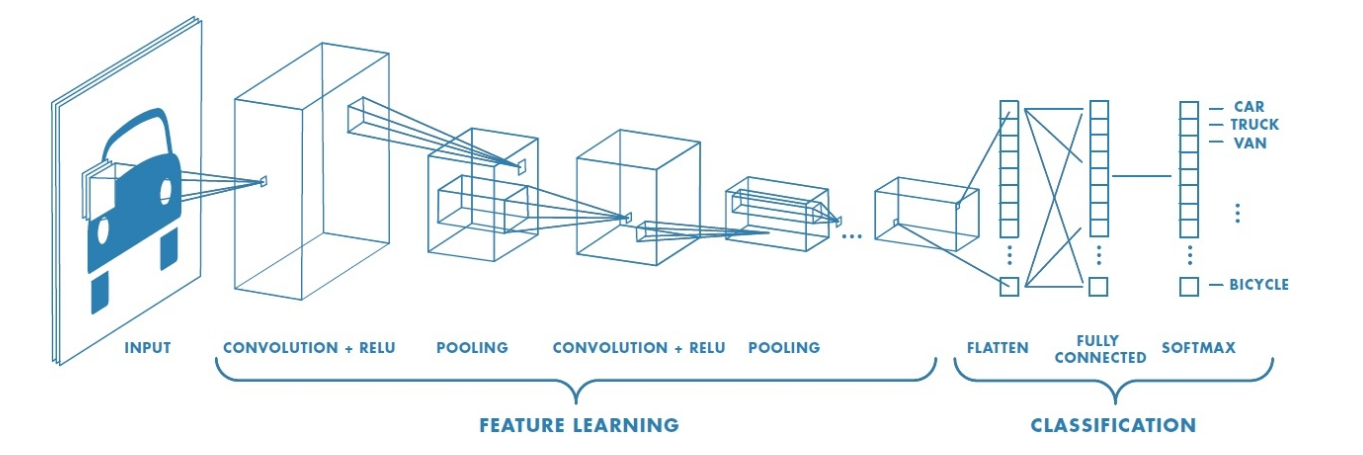 CAR
TRUCK
VAN
BICYCLE
INPUT
CONVOLUTION + RELU
POOLING
CONVOLUTION + RELU
POOLING
FLATTEN
FULLY
CONNECTED
SOFTMAX
FEATURE LEARNING
CLASSIFICATION